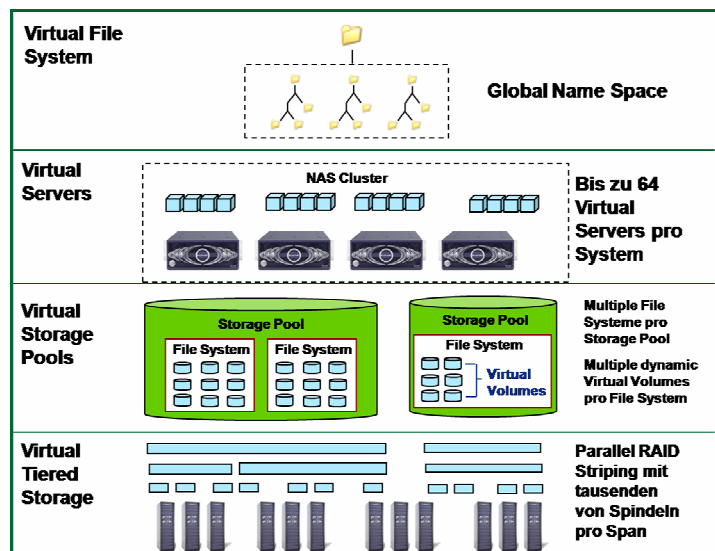 Virtual File
System
Global Name Space
Virtual
Servers
NAS Cluster
Bis zu 64
Virtual
Servers pro
System
Virtual
Storage
Pools
Storage Pool
File System
File System
Storage Pool
File System
Virtual
Volumes
Multiple File
Systeme pro
Storage Pool
Multiple dynamic
Virtual Volumes
pro File System
Virtual
Tiered
Storage
Parallel RAID
Striping mit
tausenden
von Spindeln
pro Span